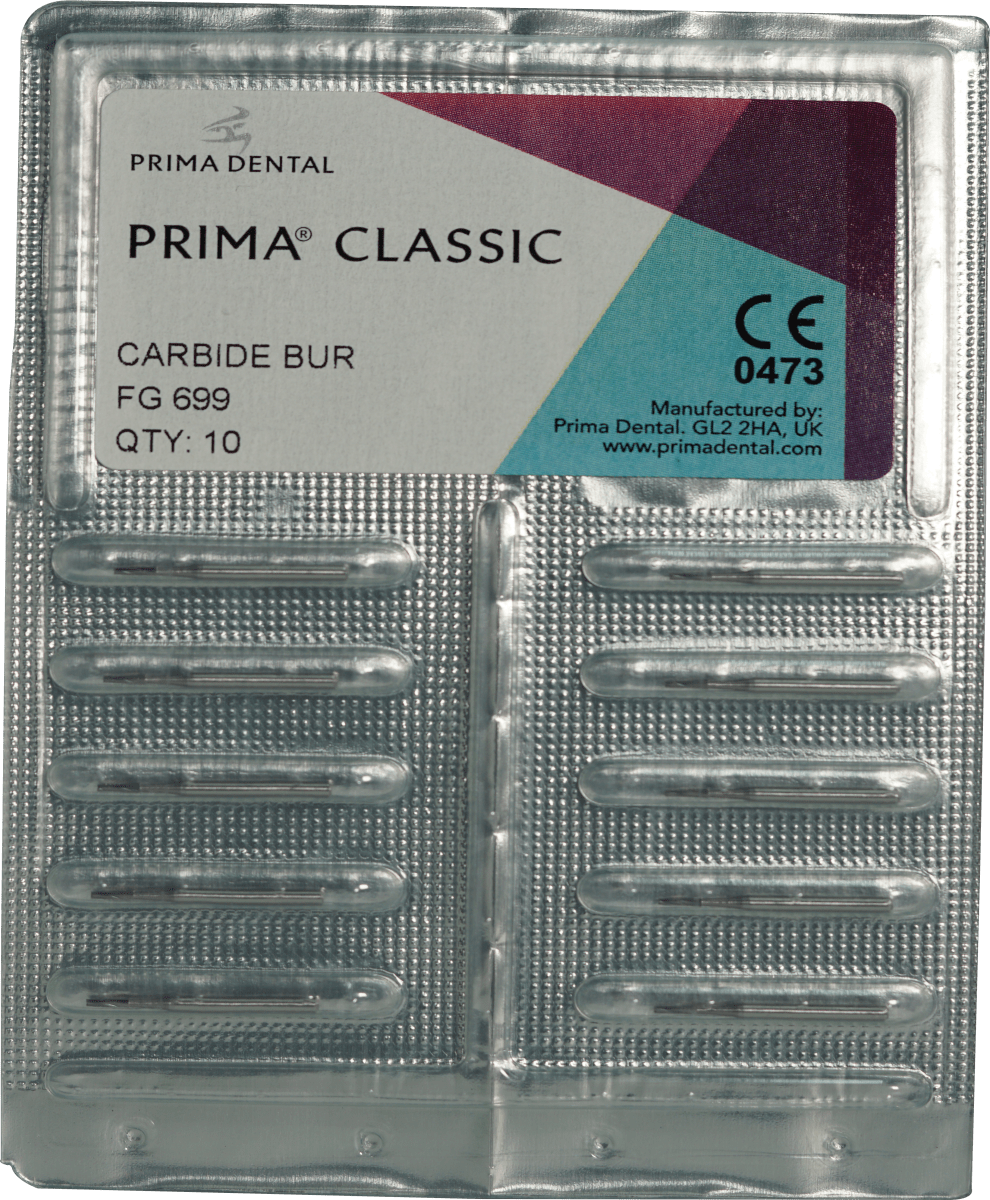 PRIMA DENTAL
PRIMA® CLASSIC
CARBIDE BUR
FG 699
QTY: 10
CE
0473
Manufactured by:
Prima Dental. GL2 2HA, UK
www.primadental.com